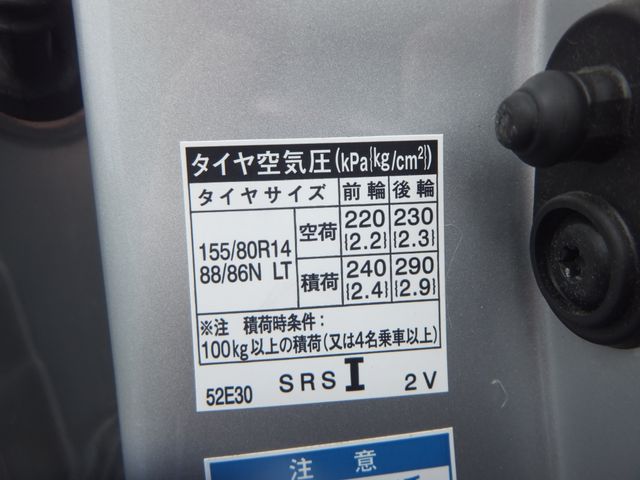 タイヤ空気圧(kPa{kg/cm²})
タイヤサイズ 前輪 後輪
155/80R14
88/86N LT
空荷 220 230
{2.2} {2.3}
積荷 240 290
{2.4} {2.9}
※注 積荷時条件:
100kg以上の積荷(又は4名乗車以上)
52E30 SRS I 2V
注 意